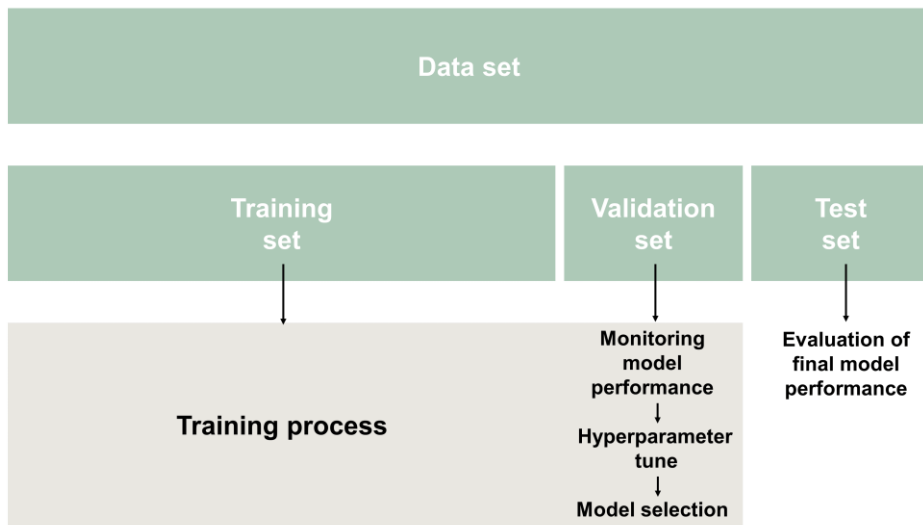 Data set
Training
set
Validation
set
Test
set
Training process
Monitoring
model
performance
Hyperparameter
tune
Model selection
Evaluation of
final model
performance